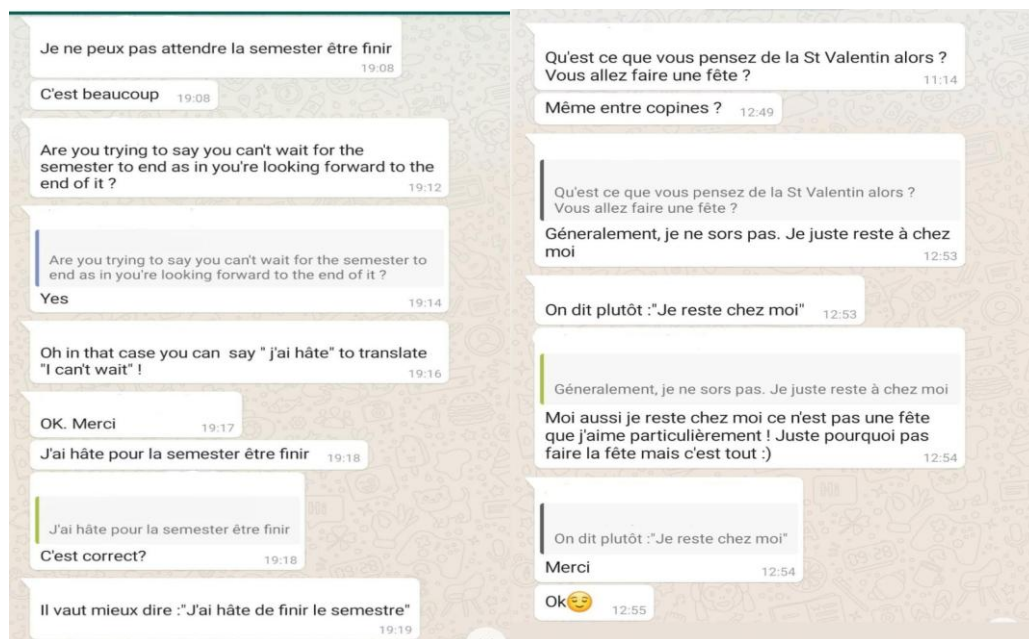 Je ne peux pas attendre la semester être finir
19:08
C'est beaucoup 19:08
Are you trying to say you can't wait for the
semester to end as in you're looking forward to the
end of it ?
19:12
Are you trying to say you can't wait for the semester to
end as in you're looking forward to the end of it ?
Yes
19:14
Oh in that case you can say " j'ai hâte" to translate
"I can't wait" !
19:16
OK. Merci
19:17
J'ai hâte pour la semester être finir 19:18
J'ai hâte pour la semester être finir
C'est correct?
19:18
Il vaut mieux dire :"J'ai hâte de finir le semestre"
19:19
Qu'est ce que vous pensez de la St Valentin alors ?
Vous allez faire une fête ?
11:14
Même entre copines ? 12:49
Qu'est ce que vous pensez de la St Valentin alors ?
Vous allez faire une fête ?
Géneralement, je ne sors pas. Je juste reste à chez
moi
12:53
On dit plutôt :"Je reste chez moi" 12:53
Géneralement, je ne sors pas. Je juste reste à chez moi
Moi aussi je reste chez moi ce n'est pas une fête
que j'aime particulièrement ! Juste pourquoi pas
faire la fête mais c'est tout :)
12:54
On dit plutôt :"Je reste chez moi"
Merci
12:54
Ok😌 12:55